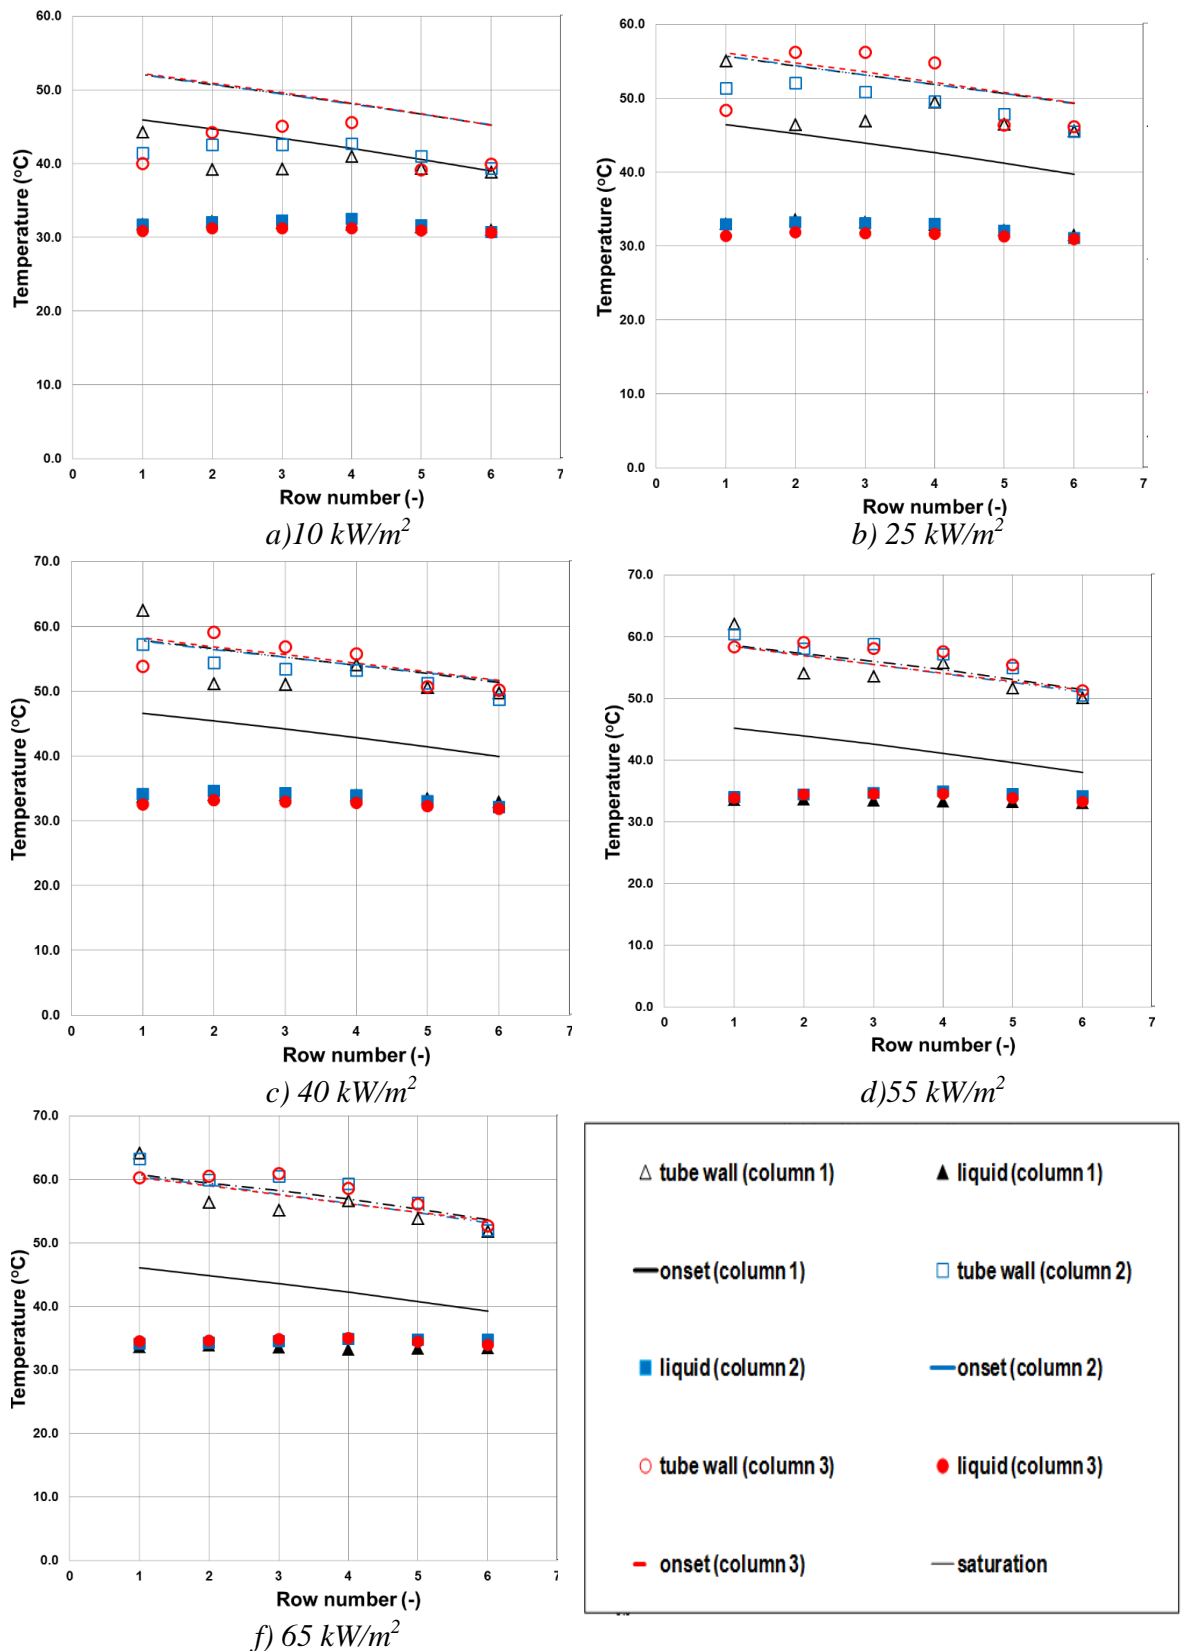 60.0
50.0
40.0
30.0
20.0
10.0
0.0
Temperature (°C)
0 1 2 3 4 5 6 7
Row number (-)
a)10 kW/m²
60.0
50.0
40.0
30.0
20.0
10.0
0.0
Temperature (°C)
0 1 2 3 4 5 6 7
Row number (-)
b) 25 kW/m²
70.0
60.0
50.0
40.0
30.0
20.0
10.0
0.0
Temperature (°C)
0 1 2 3 4 5 6 7
Row number (-)
c) 40 kW/m²
70.0
60.0
50.0
40.0
30.0
20.0
10.0
0.0
Temperature (°C)
0 1 2 3 4 5 6 7
Row number (-)
d)55 kW/m²
70.0
60.0
50.0
40.0
30.0
20.0
10.0
0.0
Temperature (°C)
0 1 2 3 4 5 6 7
Row number (-)
f) 65 kW/m²
tube wall (column 1)
liquid (column 1)
onset (column 1)
tube wall (column 2)
liquid (column 2)
onset (column 2)
tube wall (column 3)
liquid (column 3)
onset (column 3)
saturation